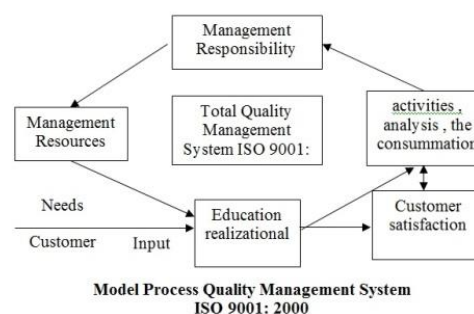 Management
Responsibility
Management
Resources
Total Quality
Management
System ISO 9001:
activities ,
analysis , the
consummation
Needs
Customer
Input
Education
realizational
Customer
satisfaction
Model Process Quality Management System
ISO 9001: 2000